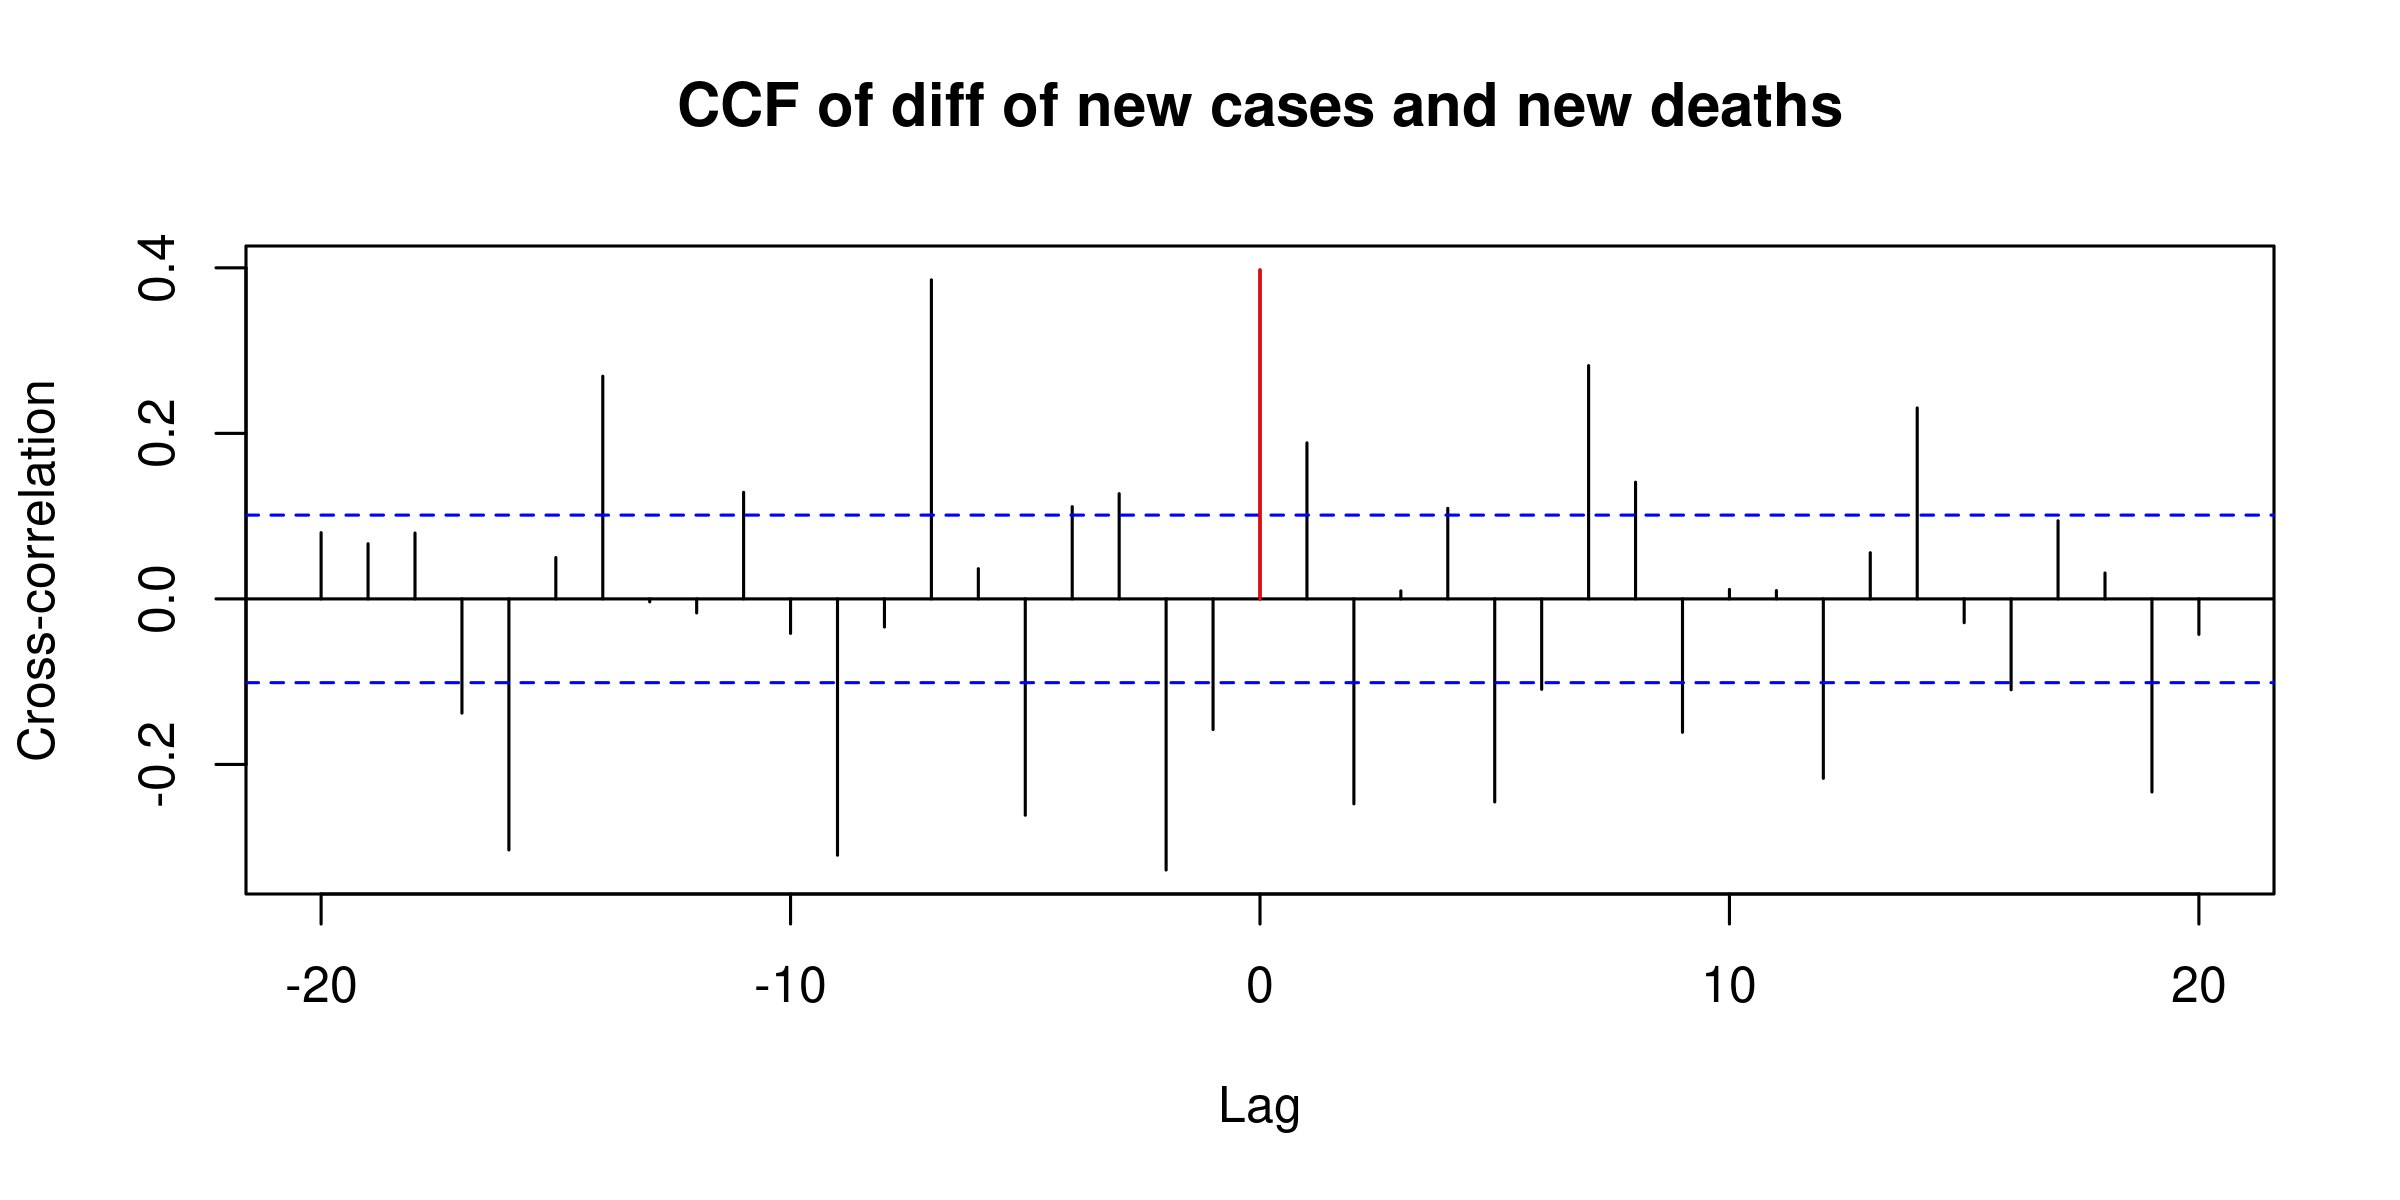 CCF of diff of new cases and new deaths
Cross-correlation
0.4
0.2
0.0
-0.2
-20 -10 0 10 20
Lag